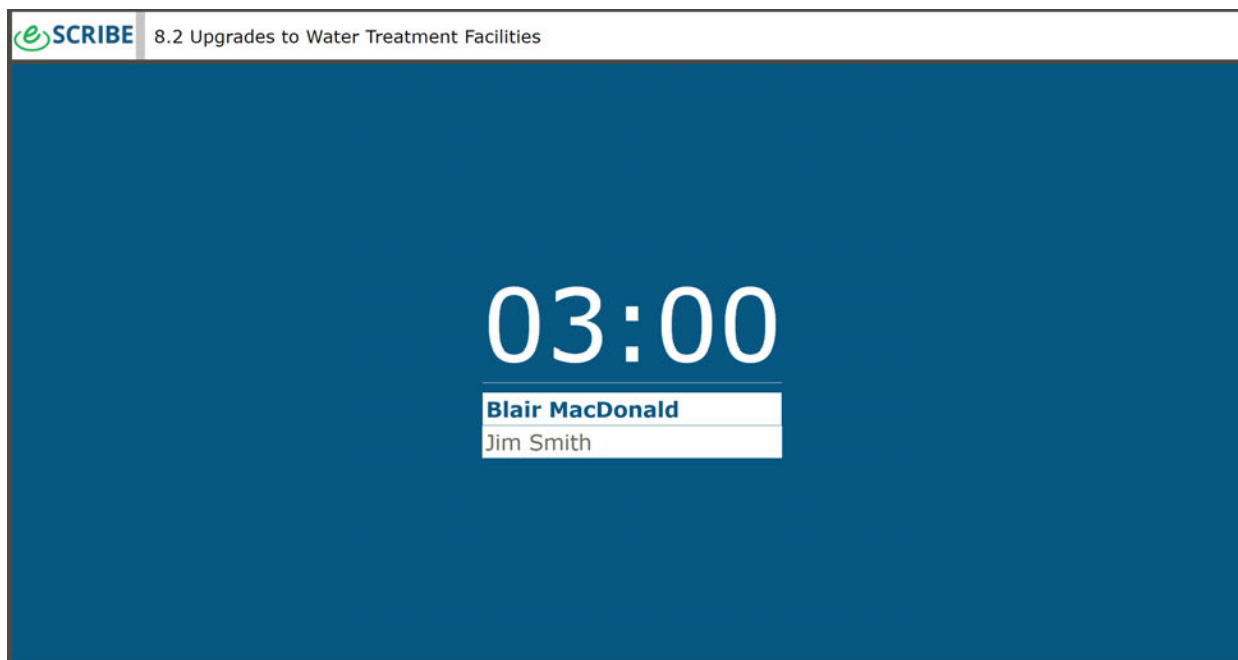 eSCRIBE 8.2 Upgrades to Water Treatment Facilities
03:00
Blair MacDonald
Jim Smith